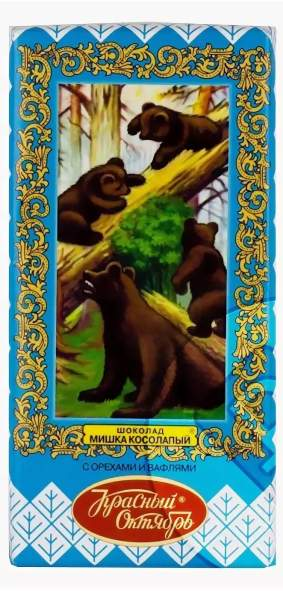 ШОКОЛАД
МИШКА КОСОЛАПЫЙ®
С ОРЕХАМИ И ВАФЛЯМИ
Красный®
Октябрь